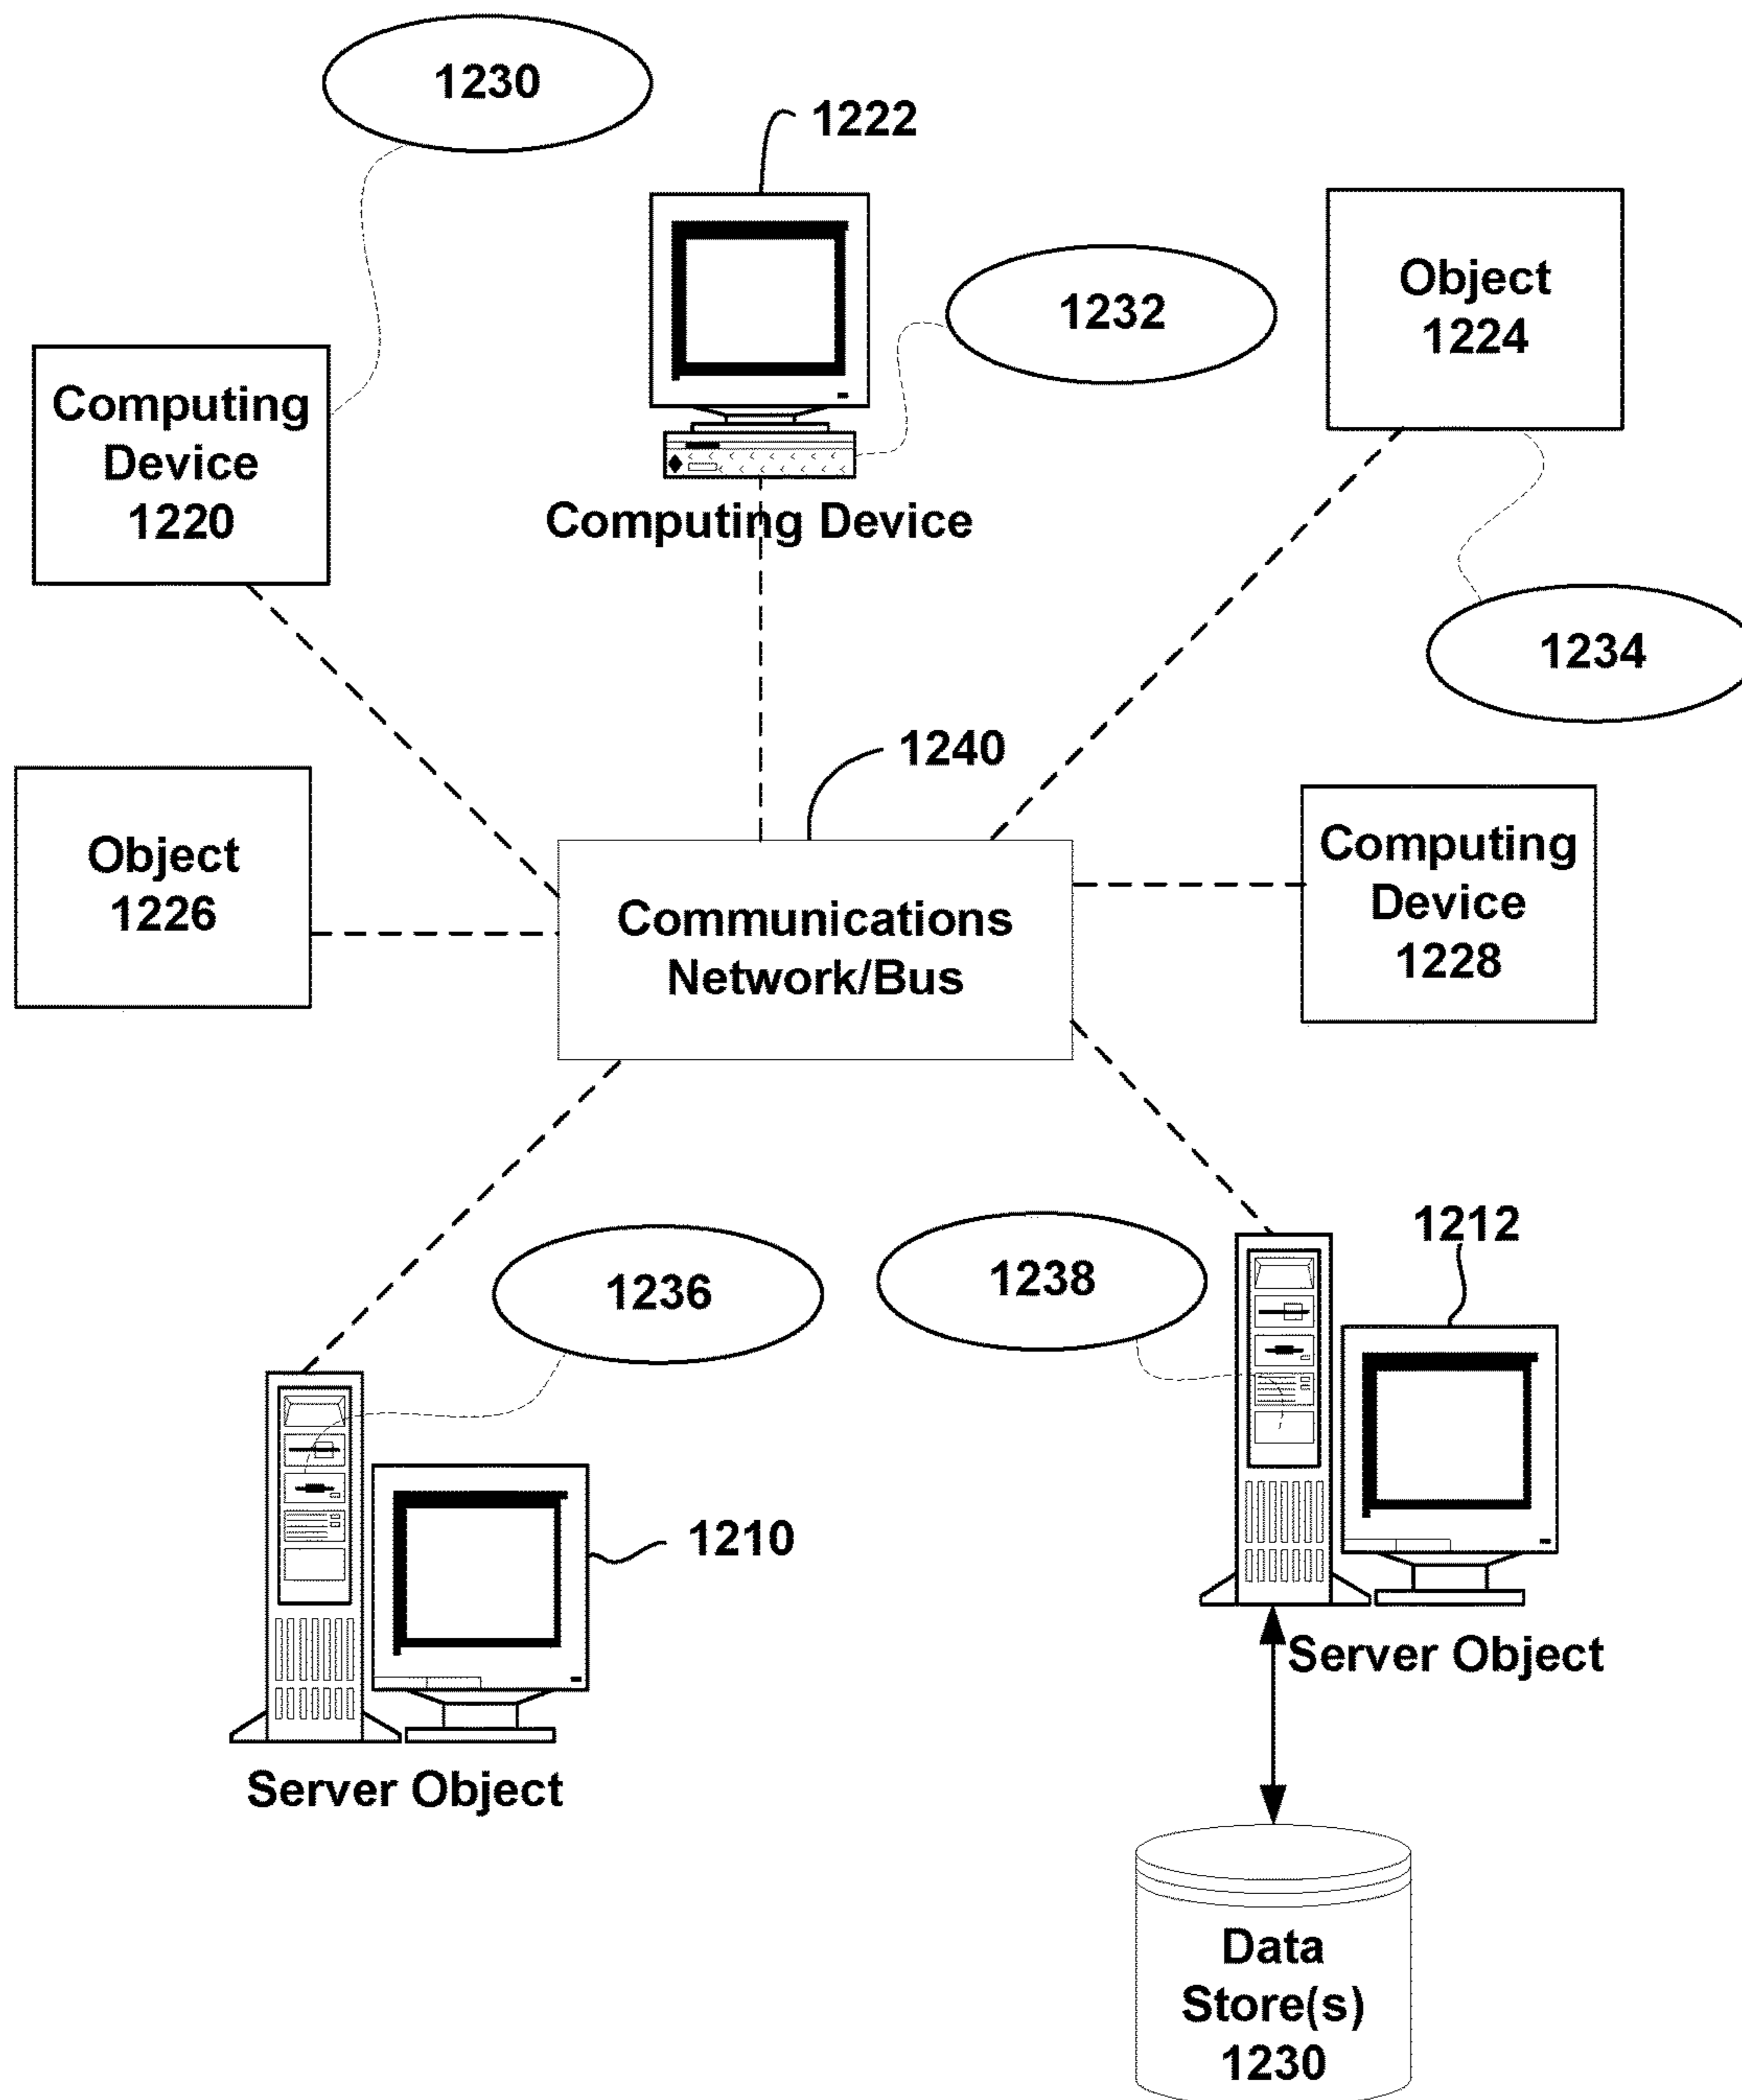 1230
1222
1232
Object
1224
Computing
Device
1220
Computing Device
1234
1240
Object
1226
Communications
Network/Bus
Computing
Device
1228
1236
1238
1212
1210
Server Object
Server Object
Data
Store(s)
1230